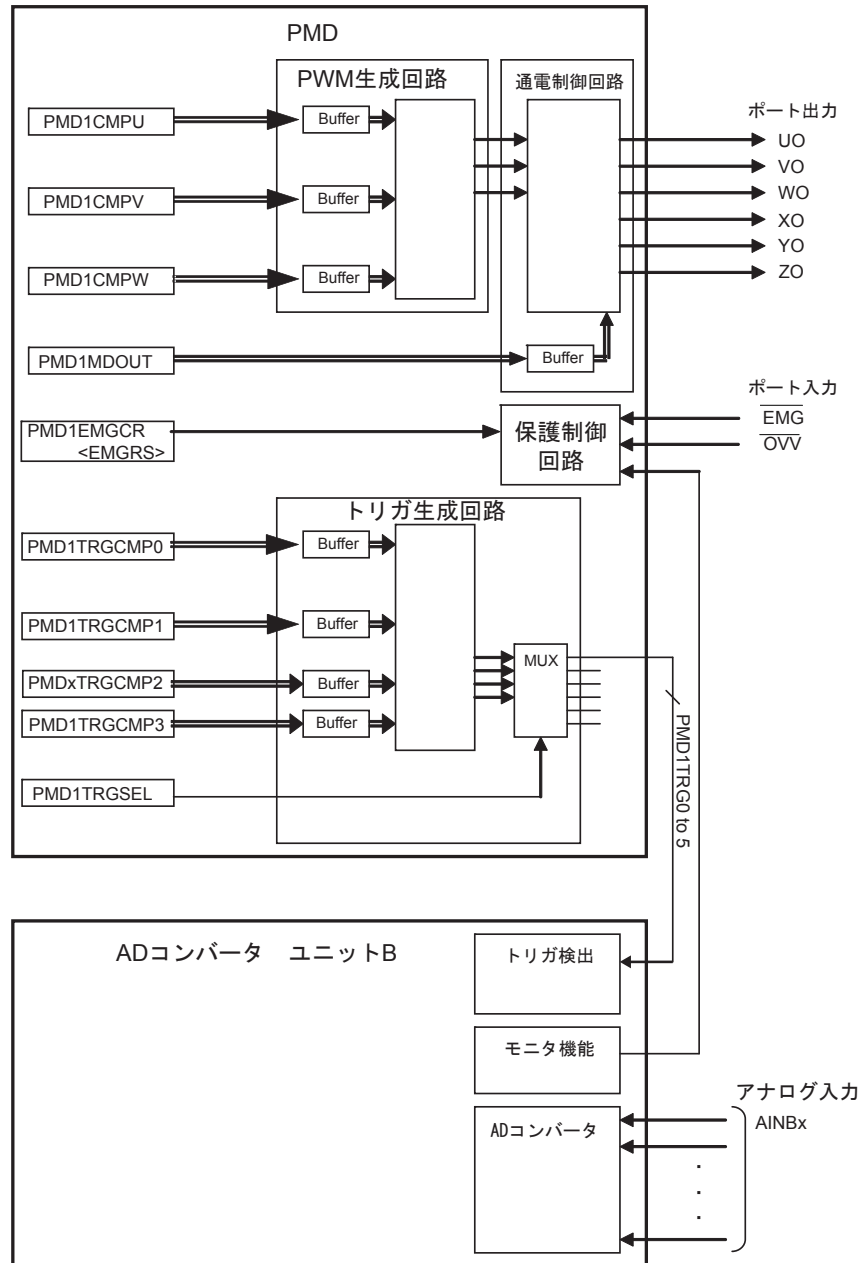 PMD
PWM生成回路
通電制御回路
PMD1CMPU
Buffer
ポート出力
UO
VO
PMD1CMPV
Buffer
WO
XO
YO
PMD1CMPW
Buffer
ZO
PMD1MDOUT
Buffer
ポート入力
PMD1EMGCR
<EMGRS>
保護制御
回路
EMG
OVV
トリガ生成回路
PMD1TRGCMP0
Buffer
PMD1TRGCMP1
Buffer
MUX
PMDxTRGCMP2
Buffer
PMD1TRGCMP3
Buffer
PMD1TRG0 to 5
PMD1TRGSEL
ADコンバータ ユニットB
トリガ検出
モニタ機能
アナログ入力
ADコンバータ
AINBx